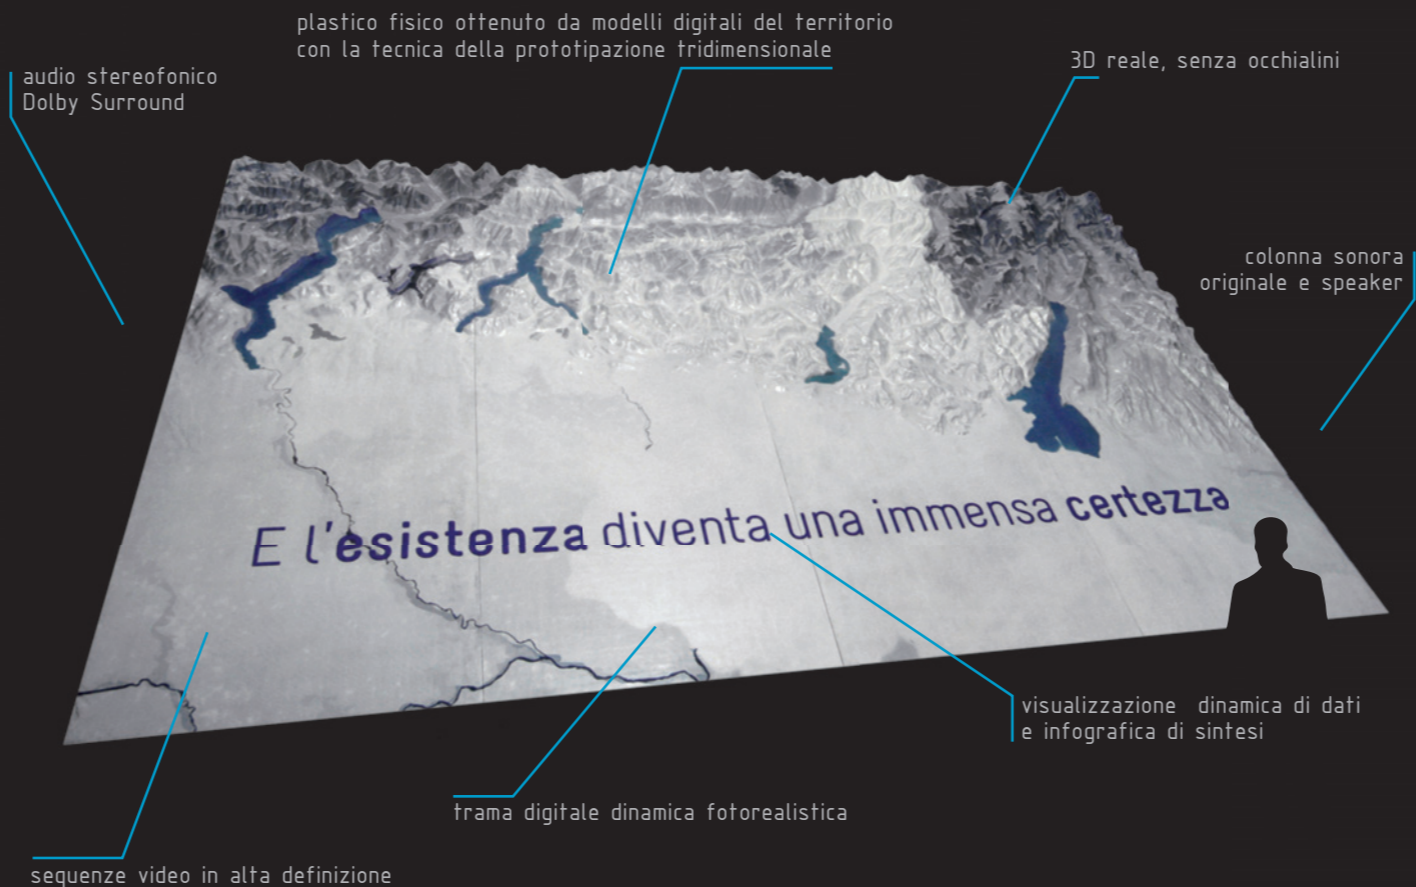 plastico fisico ottenuto da modelli digitali del territorio
con la tecnica della prototipazione tridimensionale
3D reale, senza occhialini
audio stereofonico
Dolby Surround
colonna sonora
originale e speaker
E l'esistenza diventa una immensa certezza
visualizzazione dinamica di dati
e infografica di sintesi
trama digitale dinamica fotorealistica
sequenze video in alta definizione